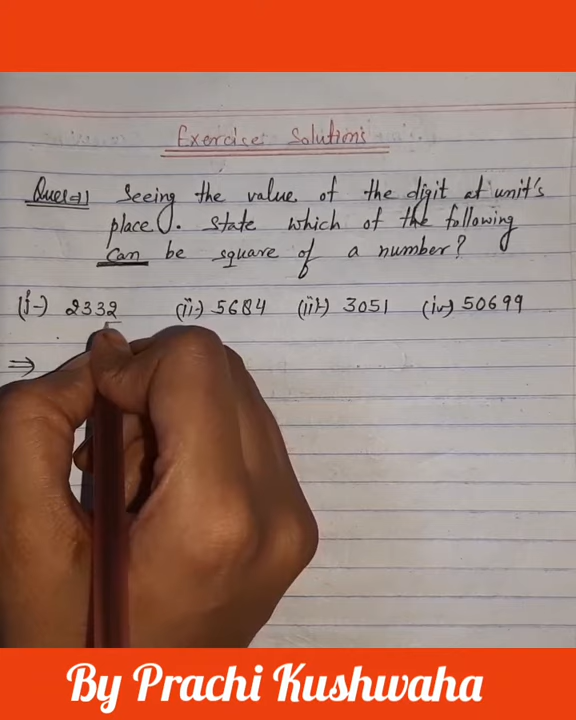 Exercise: Solutions
Ques=1) Seeing the value of the digit at unit's
place. State which of the following
can be square of a number?
(i-) 2332 (ii-) 5684 (iii-) 3051 (iv-) 50699
⇒
By Prachi Kushwaha